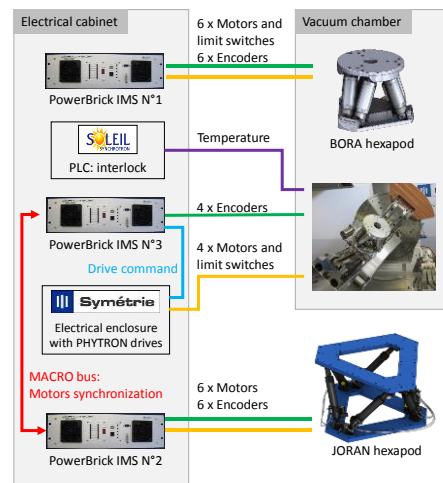 Electrical cabinet
6 x Motors and
limit switches
6 x Encoders
Vacuum chamber
PowerBrick IMS N°1
BORA hexapod
SOLEIL
SYNCHROTRON
PLC: interlock
Temperature
4 x Encoders
PowerBrick IMS N°3
4 x Motors and
limit switches
Drive command
Symétrie
Electrical enclosure
with PHYTRON drives
MACRO bus:
Motors synchronization
6 x Motors
6 x Encoders
PowerBrick IMS N°2
JORAN hexapod